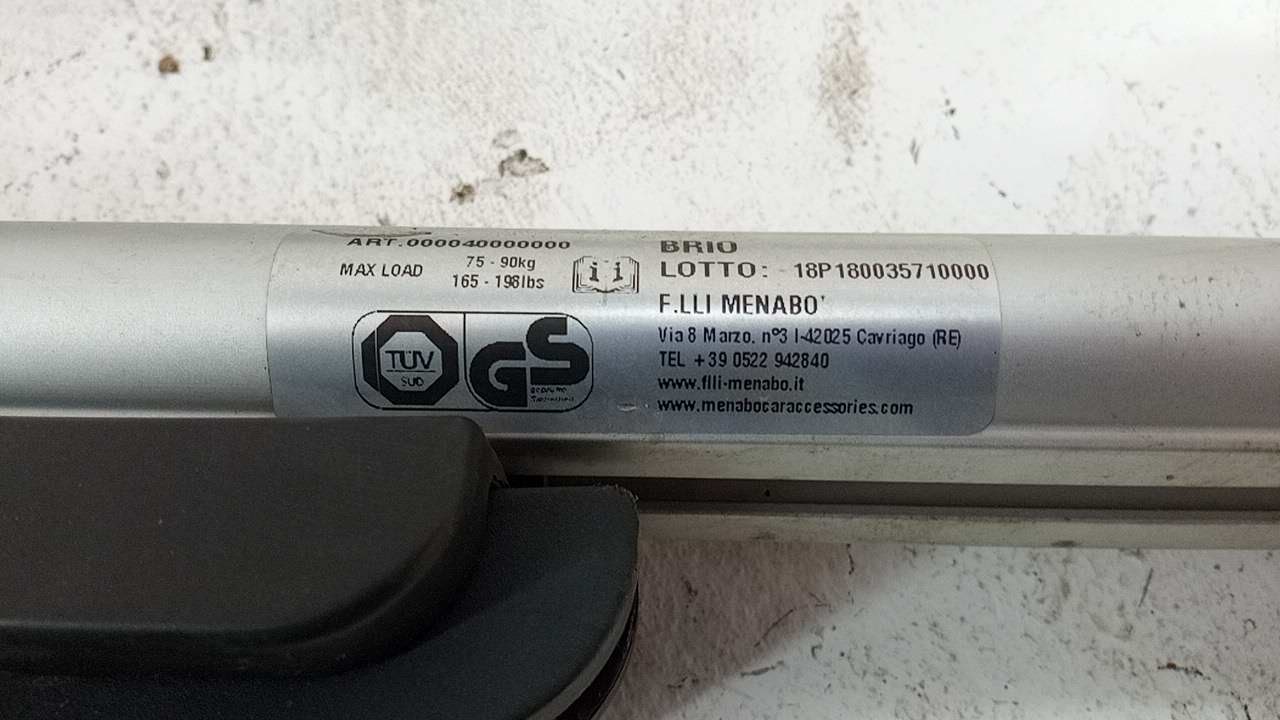 ART.000040000000
MAX LOAD
75 - 90kg
165 - 198lbs
BRIO
LOTTO: 18P180035710000
F.LLI MENABO'
Via 8 Marzo, n°3 I-42025 Cavriago (RE)
TEL +39 0522 942840
www.flli-menabo.it
www.menabocaraccessories.com
TÜV
SUD
GS